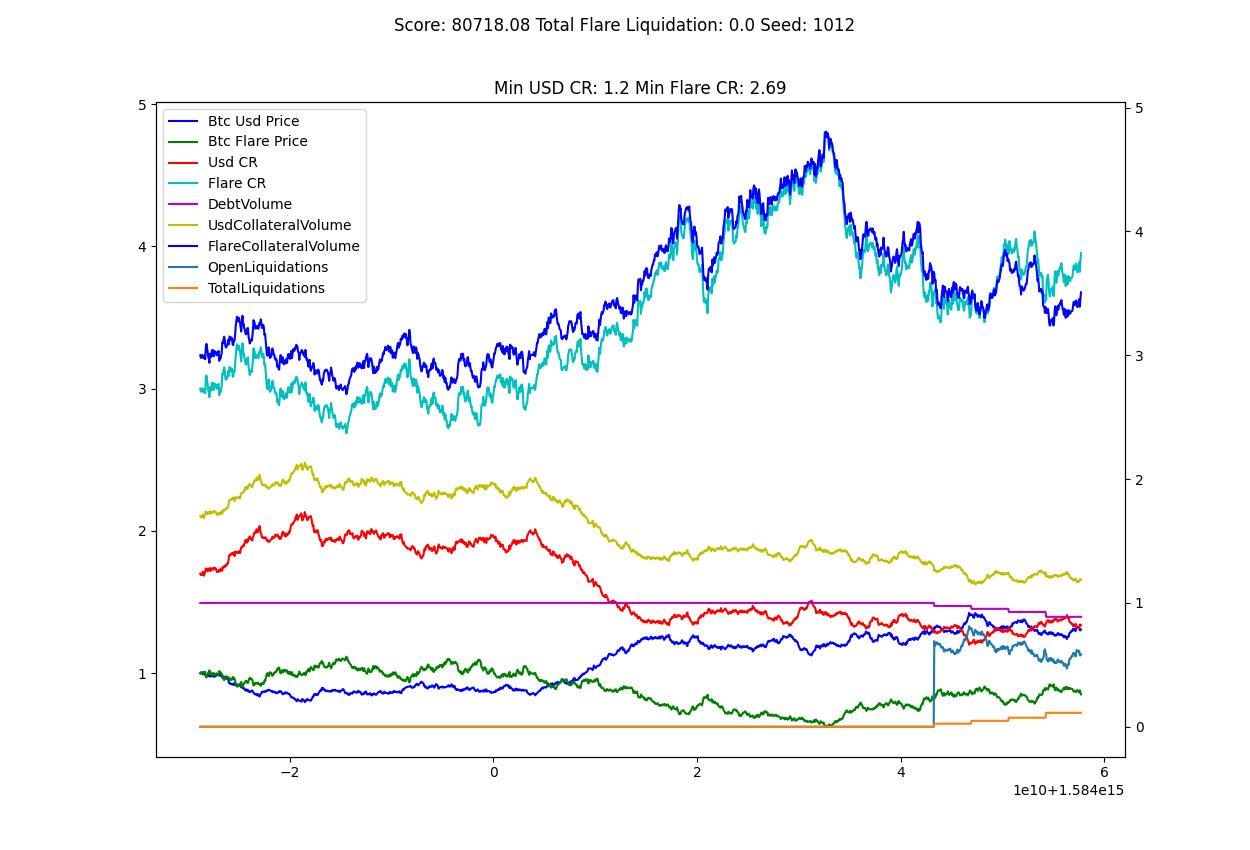 Score: 80718.08 Total Flare Liquidation: 0.0 Seed: 1012
Min USD CR: 1.2 Min Flare CR: 2.69
Btc Usd Price
Btc Flare Price
Usd CR
Flare CR
DebtVolume
UsdCollateralVolume
FlareCollateralVolume
OpenLiquidations
TotalLiquidations
5
4
3
2
1
5
4
3
2
1
0
−2
0
2
4
6
1e10+1.584e15